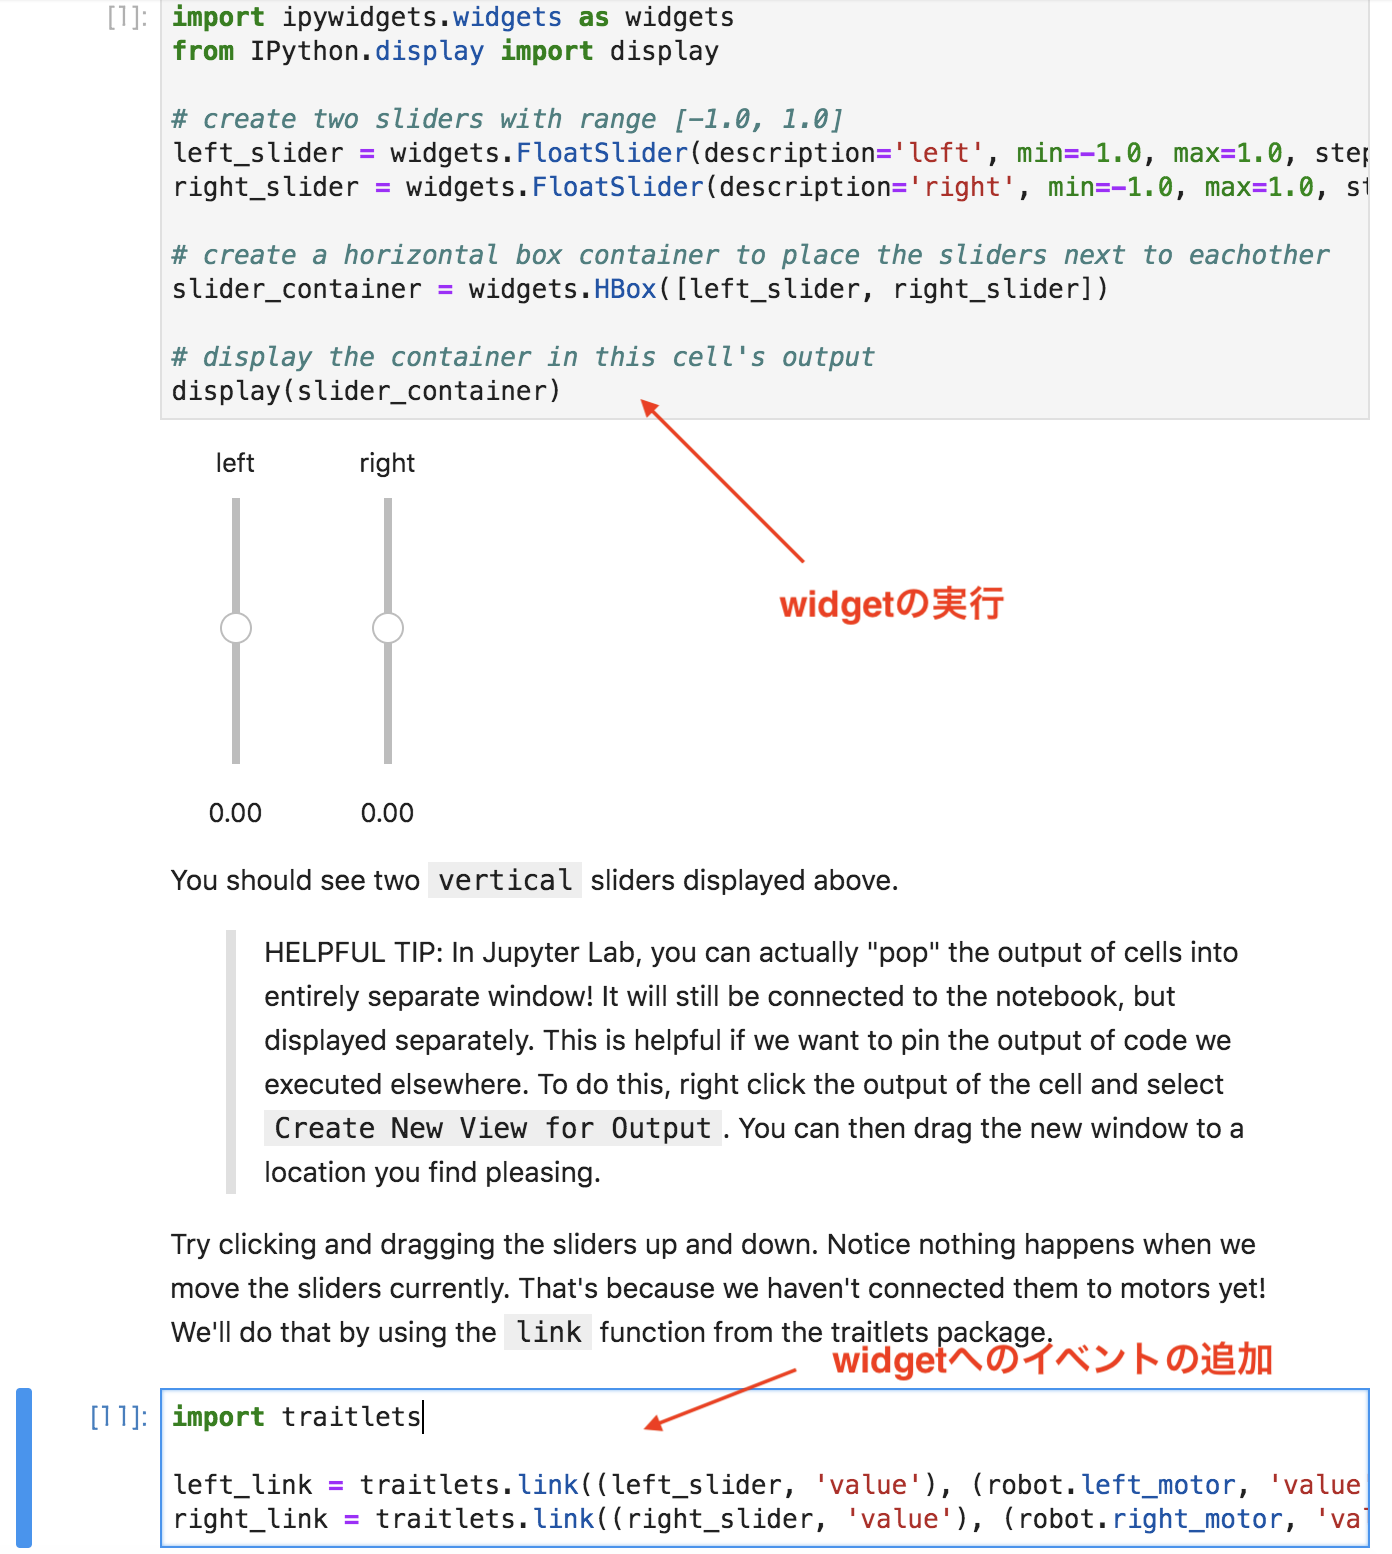 [1]:
import ipywidgets.widgets as widgets
from IPython.display import display
# create two sliders with range [-1.0, 1.0]
left_slider = widgets.FloatSlider(description='left', min=-1.0, max=1.0, step
right_slider = widgets.FloatSlider(description='right', min=-1.0, max=1.0, st
# create a horizontal box container to place the sliders next to eachother
slider_container = widgets.HBox([left_slider, right_slider])
# display the container in this cell's output
display(slider_container)
left right
widgetの実行
0.00 0.00
You should see two vertical sliders displayed above.
HELPFUL TIP: In Jupyter Lab, you can actually "pop" the output of cells into
entirely separate window! It will still be connected to the notebook, but
displayed separately. This is helpful if we want to pin the output of code we
executed elsewhere. To do this, right click the output of the cell and select
Create New View for Output. You can then drag the new window to a
location you find pleasing.
Try clicking and dragging the sliders up and down. Notice nothing happens when we
move the sliders currently. That's because we haven't connected them to motors yet!
We'll do that by using the link function from the traitlets package.
widgetへのイベントの追加
[11]:
import traitlets
left_link = traitlets.link((left_slider, 'value'), (robot.left_motor, 'value
right_link = traitlets.link((right_slider, 'value'), (robot.right_motor, 'val